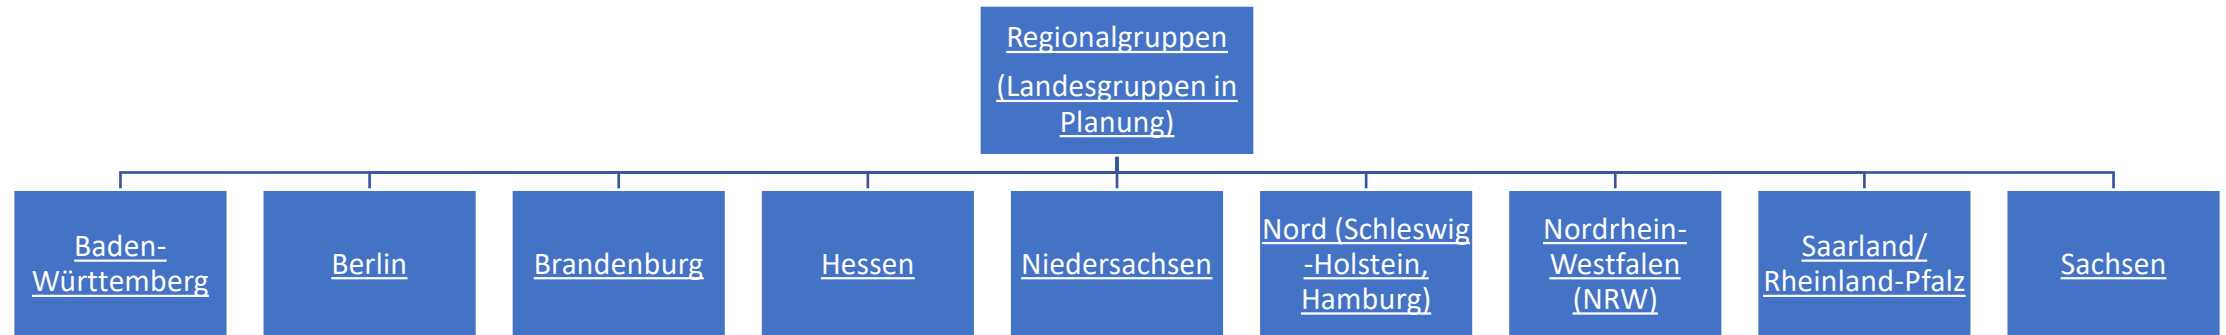 Regionalgruppen
(Landesgruppen in
Planung)
Baden-
Württemberg
Berlin
Brandenburg
Hessen
Niedersachsen
Nord (Schleswig
-Holstein,
Hamburg)
Nordrhein-
Westfalen
(NRW)
Saarland/
Rheinland-Pfalz
Sachsen